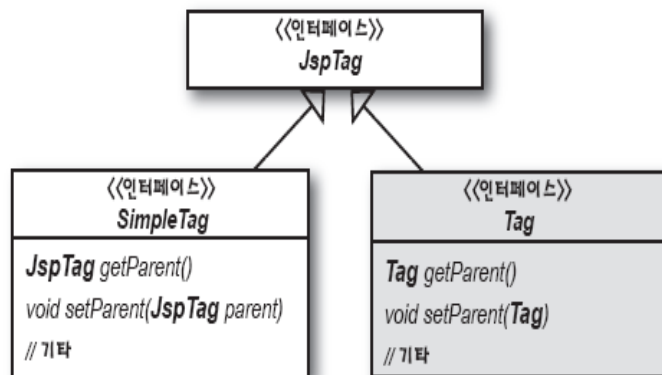 <<인터페이스>>
JspTag
<<인터페이스>>
SimpleTag
JspTag getParent()
void setParent(JspTag parent)
// 기타
<<인터페이스>>
Tag
Tag getParent()
void setParent(Tag)
// 기타